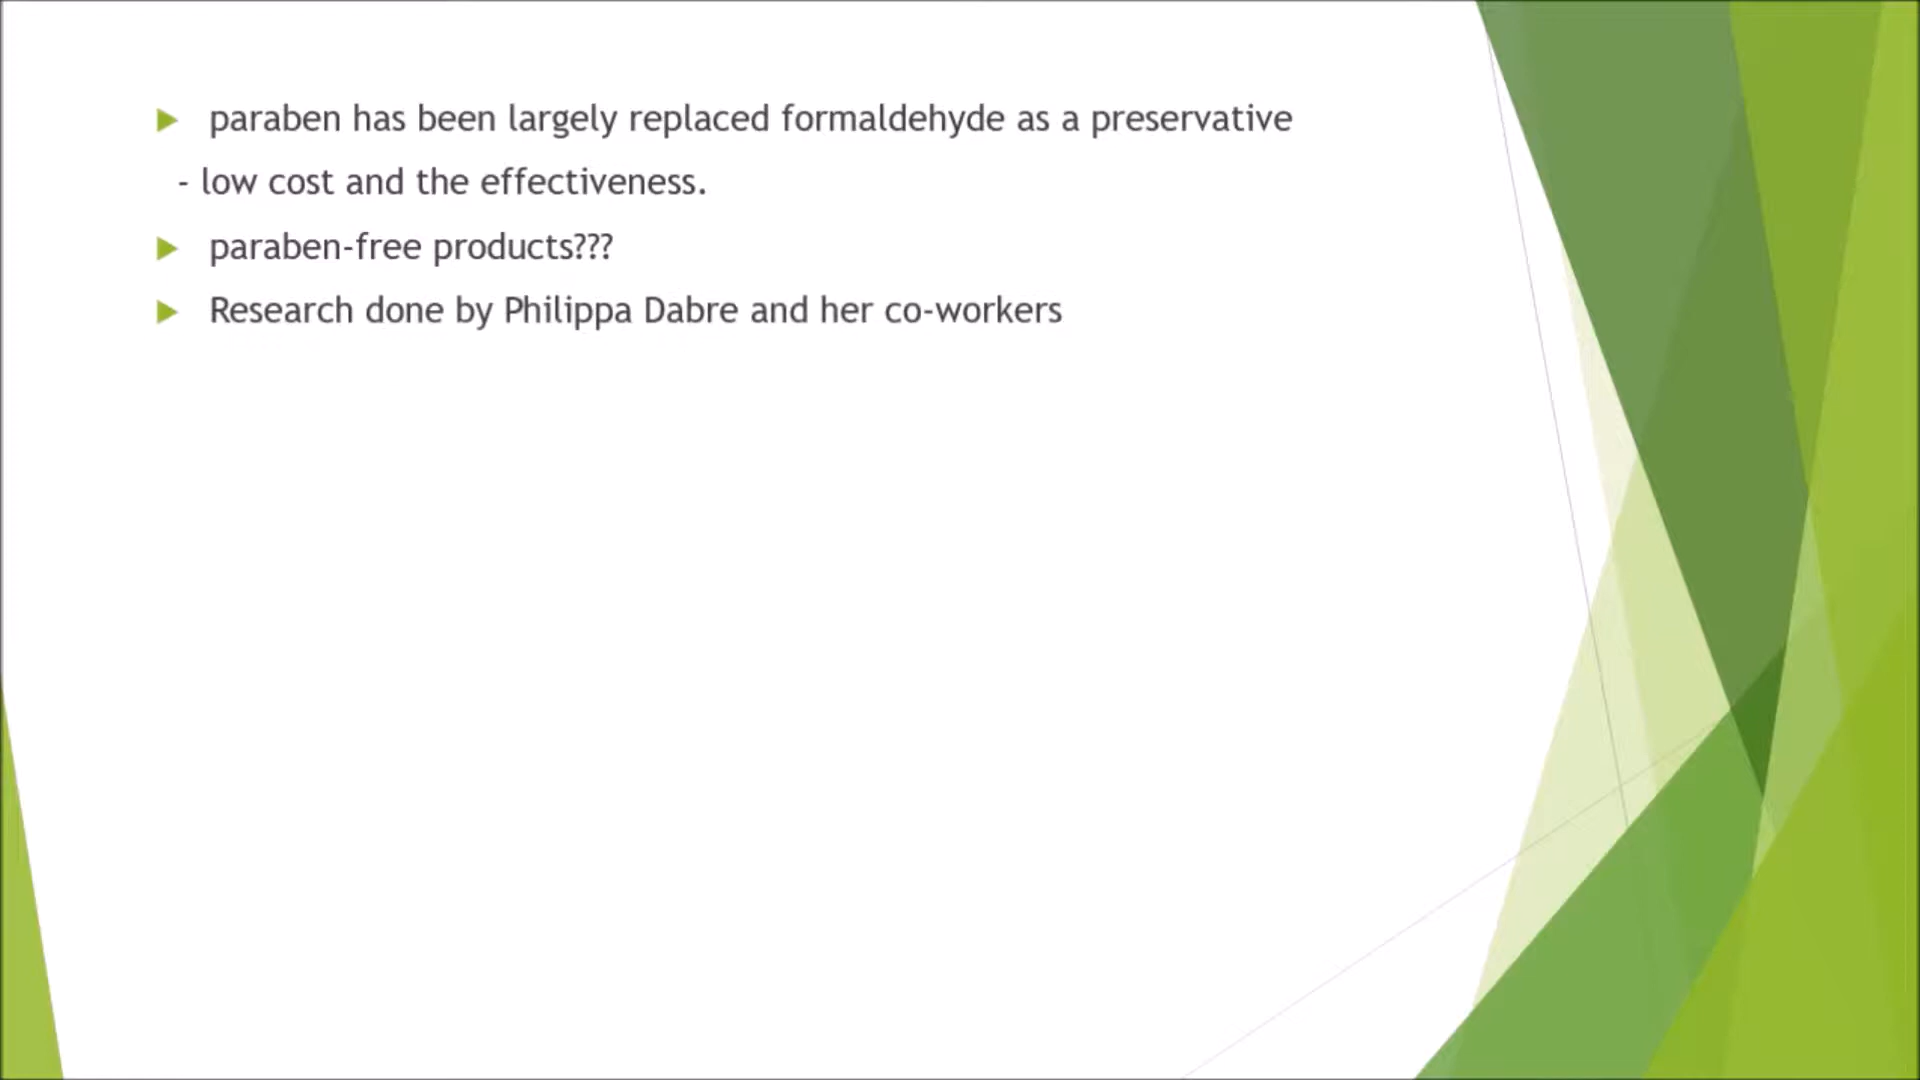 paraben has been largely replaced formaldehyde as a preservative
- low cost and the effectiveness.
paraben-free products???
Research done by Philippa Dabre and her co-workers